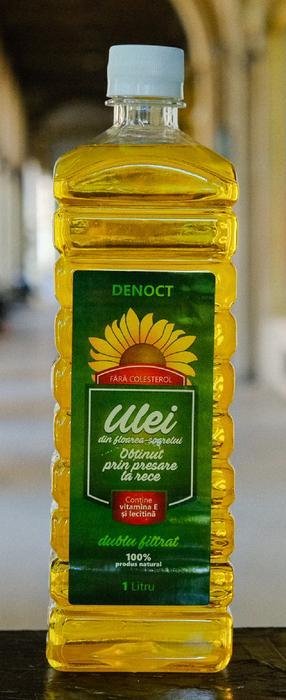 DENOCT
FĂRĂ COLESTEROL
Ulei
din floarea-soarelui
Obținut
prin presare
la rece
Conține
vitamina E
și lecitină
dublu filtrat
100%
produs natural
1 Litru